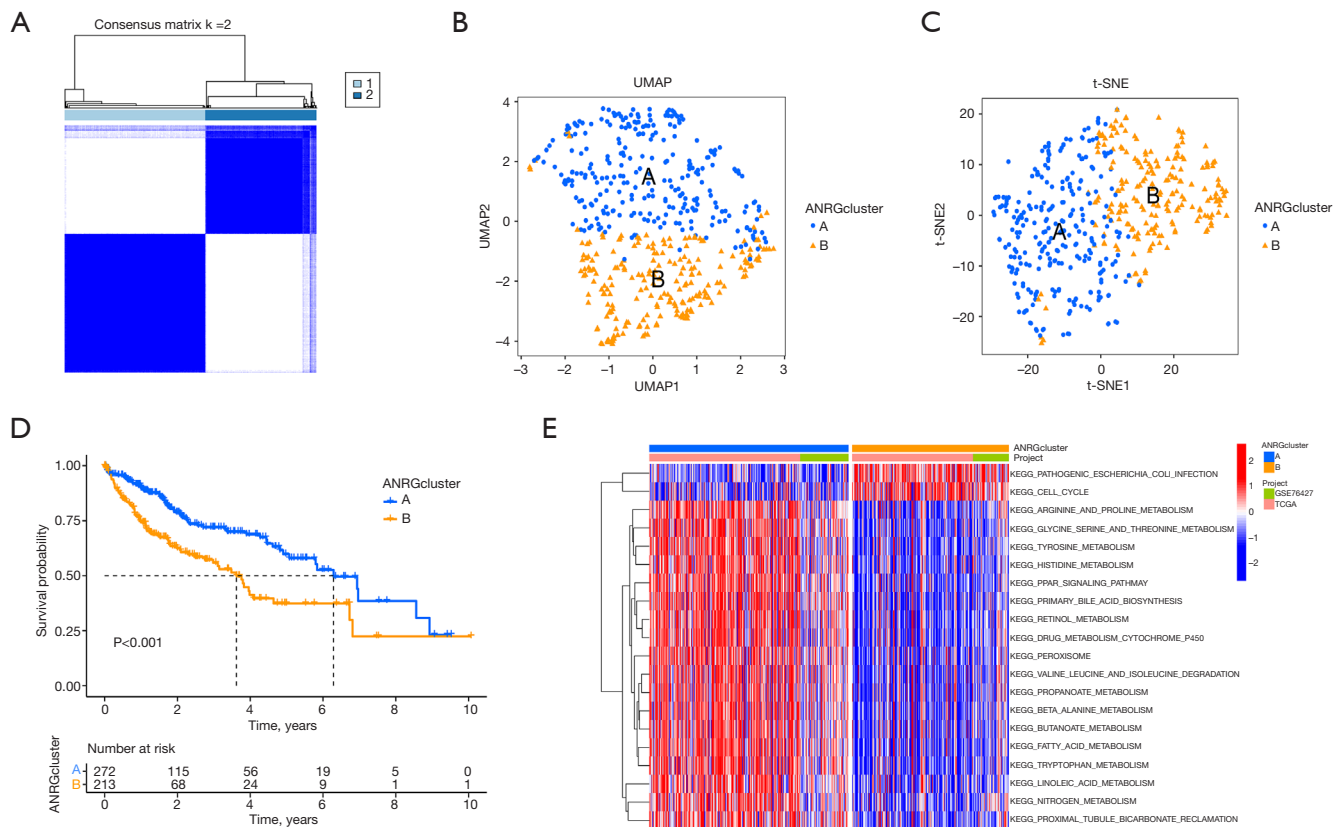 A
Consensus matrix k =2
1
2
B
UMAP
UMAP2
4
2
0
−2
−4
A
B
−3 −2 −1 0 1 2 3
UMAP1
ANRGcluster
A
B
C
t-SNE
t-SNE2
20
10
0
−10
−20
A
B
−20 0 20
t-SNE1
ANRGcluster
A
B
D
Survival probability
1.00
0.75
0.50
0.25
0.00
ANRGcluster
A
B
P<0.001
0 2 4 6 8 10
Time, years
ANRGcluster
Number at risk
A 272 115 56 19 5 0
B 213 68 24 9 1 1
0 2 4 6 8 10
Time, years
E
ANRGcluster
Project
KEGG_PATHOGENIC_ESCHERICHIA_COLI_INFECTION
KEGG_CELL_CYCLE
KEGG_ARGININE_AND_PROLINE_METABOLISM
KEGG_GLYCINE_SERINE_AND_THREONINE_METABOLISM
KEGG_TYROSINE_METABOLISM
KEGG_HISTIDINE_METABOLISM
KEGG_PPAR_SIGNALING_PATHMAY
KEGG_PRIMARY_BILE_ACID_BIOSYNTHESIS
KEGG_RETINOL_METABOLISM
KEGG_DRUG_METABOLISM_CYTOCHROME_P450
KEGG_PEROXISOME
KEGG_VALINE_LEUCINE_AND_ISOLEUCINE_DEGRADATION
KEGG_PROPANOATE_METABOLISM
KEGG_BETA_ALANINE_METABOLISM
KEGG_BUTANOATE_METABOLISM
KEGG_FATTY_ACID_METABOLISM
KEGG_TRYPTOPHAN_METABOLISM
KEGG_LINOLEIC_ACID_METABOLISM
KEGG_NITROGEN_METABOLISM
KEGG_PROXIMAL_TUBULE_BICARBONATE_RECLAMATION
2
1
0
−1
−2
ANRGcluster
A
B
Project
GSE76427
TCGA